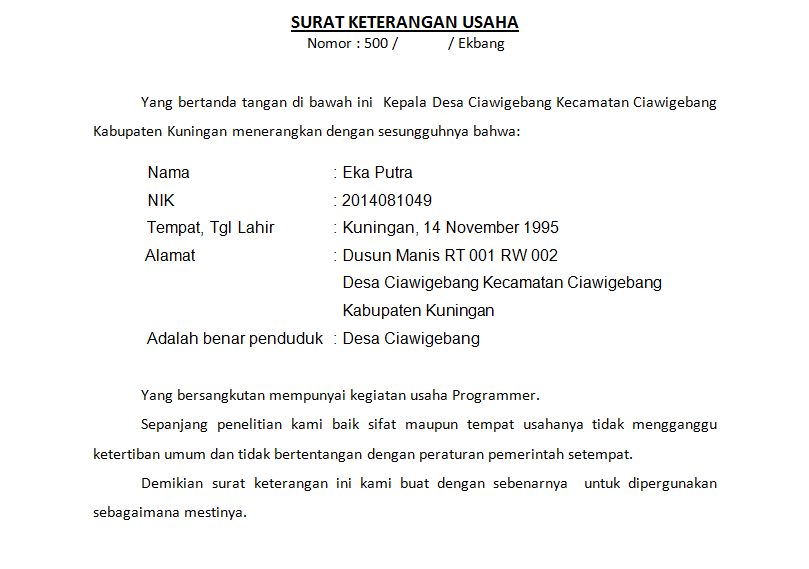 SURAT KETERANGAN USAHA
Nomor : 500 / / Ekbang
Yang bertanda tangan di bawah ini Kepala Desa Ciawigebang Kecamatan Ciawigebang
Kabupaten Kuningan menerangkan dengan sesungguhnya bahwa:
Nama : Eka Putra
NIK : 2014081049
Tempat, Tgl Lahir : Kuningan, 14 November 1995
Alamat : Dusun Manis RT 001 RW 002
Desa Ciawigebang Kecamatan Ciawigebang
Kabupaten Kuningan
Adalah benar penduduk : Desa Ciawigebang
Yang bersangkutan mempunyai kegiatan usaha Programmer.
Sepanjang penelitian kami baik sifat maupun tempat usahanya tidak mengganggu
ketertiban umum dan tidak bertentangan dengan peraturan pemerintah setempat.
Demikian surat keterangan ini kami buat dengan sebenarnya untuk dipergunakan
sebagaimana mestinya.